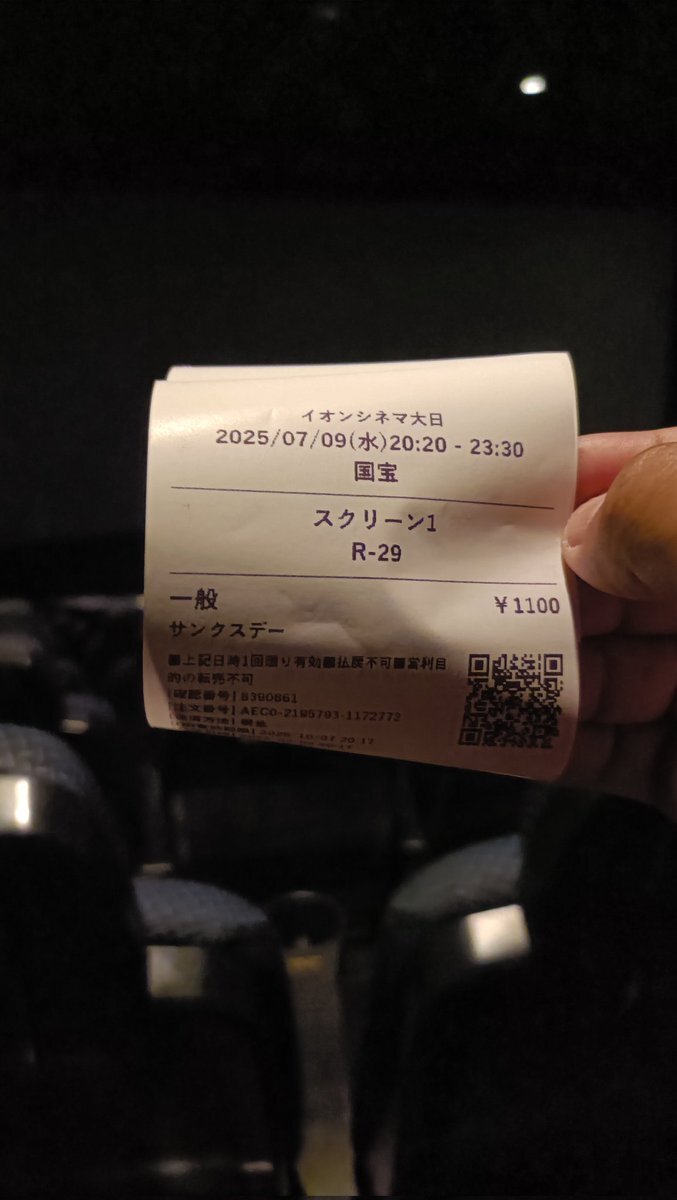 イオンシネマ大日
2025/07/09(水)20:20 - 23:30
国宝
スクリーン1
R-29
一般 ¥1100
サンクスデー
■上記日時1回限り有効■払戻不可■営利目
的の転売不可
[確認番号] 8390861
[注文番号] AEC0-2195793-1172773